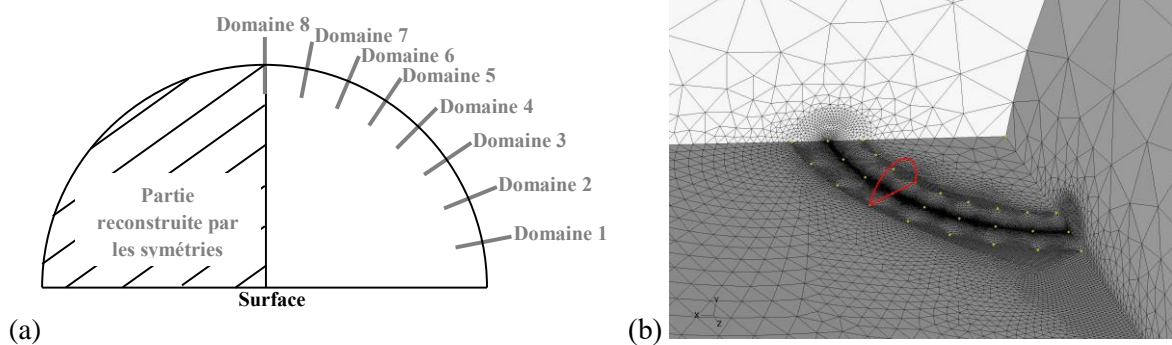 Domaine 8
Domaine 7
Domaine 6
Domaine 5
Domaine 4
Domaine 3
Domaine 2
Domaine 1
Partie
reconstruite par
les symétries
Surface
(a)
(b)
Y
X
Z